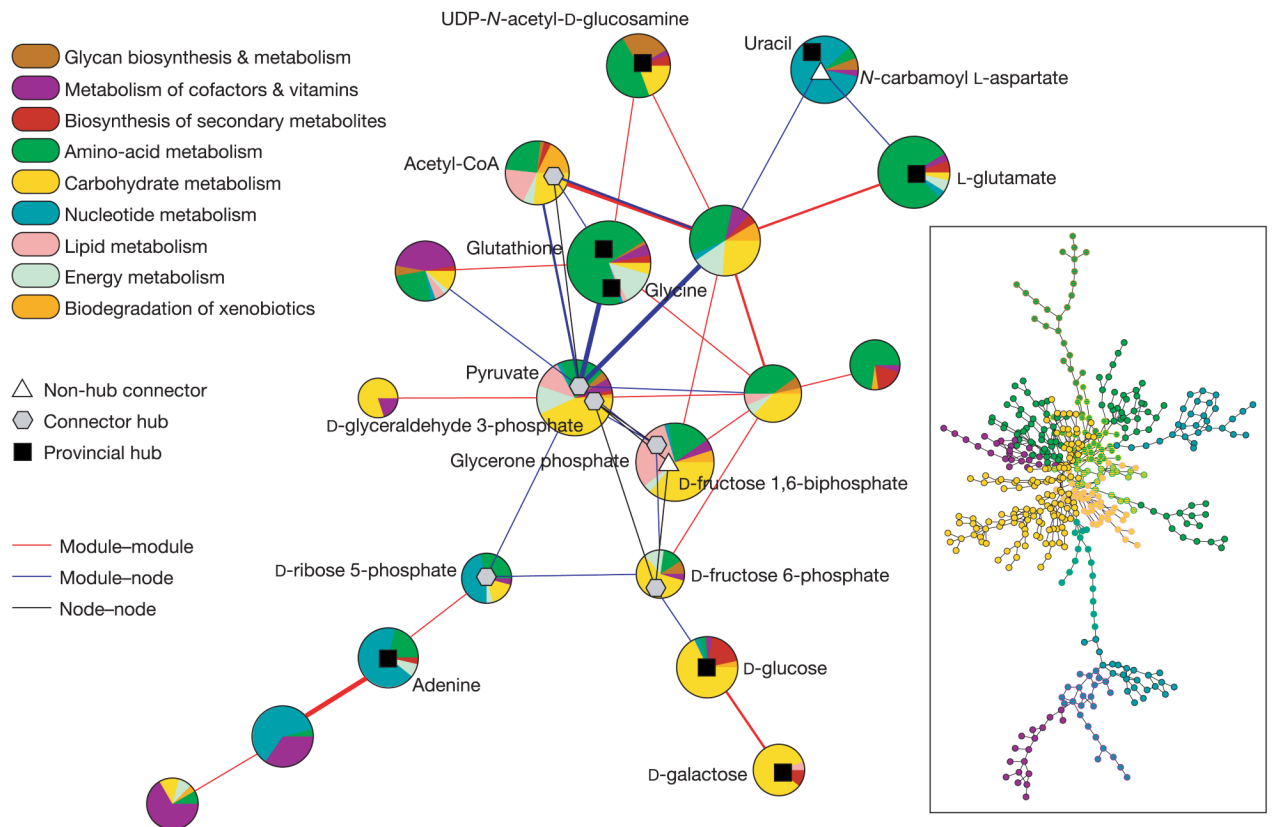 UDP-N-acetyl-D-glucosamine
Glycan biosynthesis & metabolism
Metabolism of cofactors & vitamins
Biosynthesis of secondary metabolites
Amino-acid metabolism
Carbohydrate metabolism
Nucleotide metabolism
Lipid metabolism
Energy metabolism
Biodegradation of xenobiotics
Non-hub connector
Connector hub
Provincial hub
Module–module
Module–node
Node–node
Uracil
N-carbamoyl L-aspartate
Acetyl-CoA
L-glutamate
Glutathione
Glycine
Pyruvate
D-glyceraldehyde 3-phosphate
Glycerone phosphate
D-fructose 1,6-biphosphate
D-ribose 5-phosphate
D-fructose 6-phosphate
Adenine
D-glucose
D-galactose